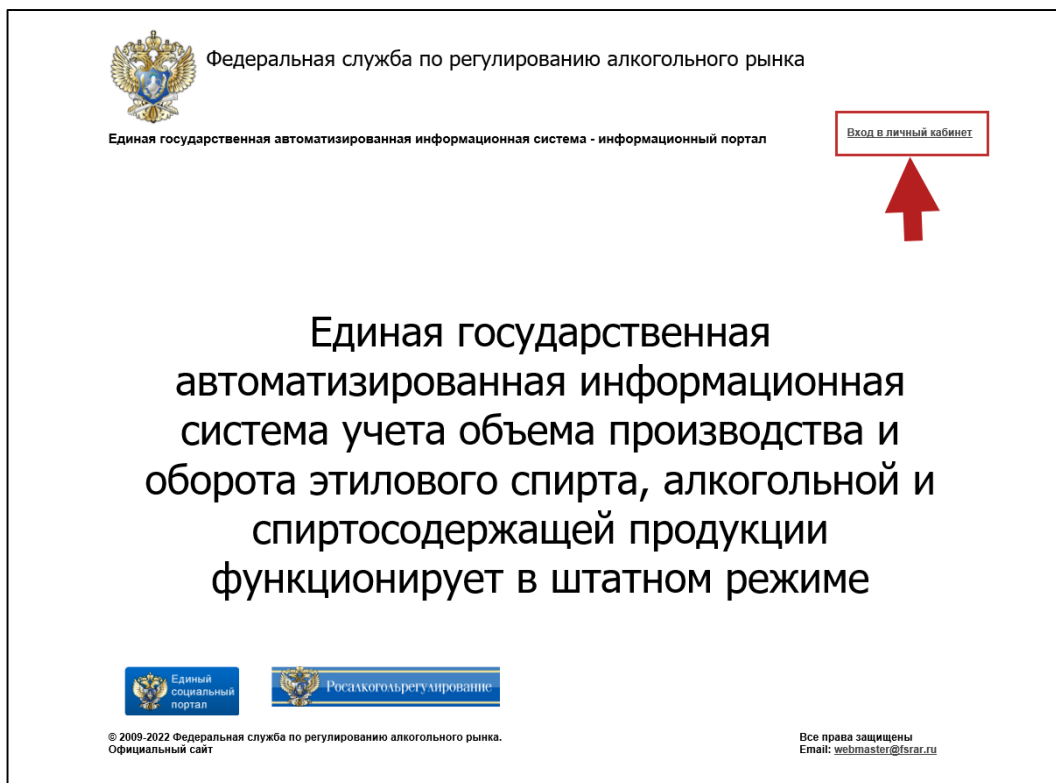 Федеральная служба по регулированию алкогольного рынка
Единая государственная автоматизированная информационная система - информационный портал
Вход в личный кабинет
Единая государственная
автоматизированная информационная
система учета объема производства и
оборота этилового спирта, алкогольной и
спиртосодержащей продукции
функционирует в штатном режиме
Единый
социальный
портал
Росалкогольрегулирование
© 2009-2022 Федеральная служба по регулированию алкогольного рынка.
Официальный сайт
Все права защищены
Email: webmaster@fsrar.ru